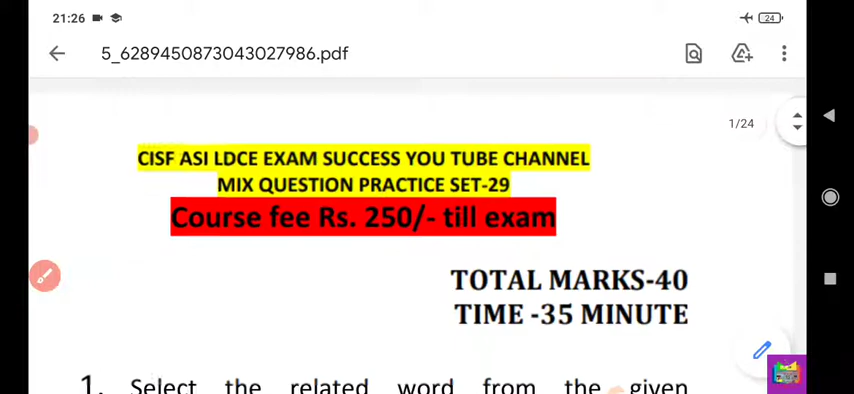 21:26
24
5_6289450873043027986.pdf
1/24
CISF ASI LDCE EXAM SUCCESS YOU TUBE CHANNEL
MIX QUESTION PRACTICE SET-29
Course fee Rs. 250/- till exam
TOTAL MARKS-40
TIME -35 MINUTE
1. Select the related word from the given